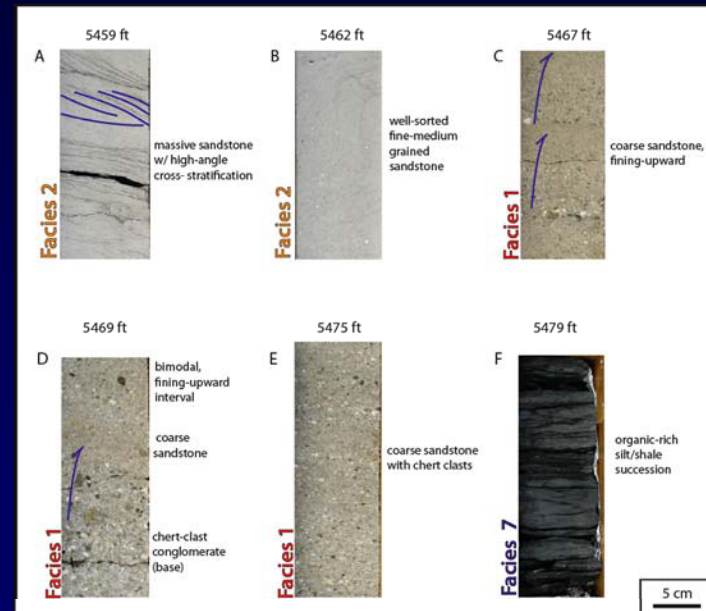 5459 ft
A
massive sandstone
w/ high-angle
cross- stratification
Facies 2
5462 ft
B
well-sorted
fine-medium
grained
sandstone
Facies 2
5467 ft
C
coarse sandstone,
fining-upward
Facies 1
5469 ft
D
bimodal,
fining-upward
interval
coarse
sandstone
chert-clast
conglomerate
(base)
Facies 1
5475 ft
E
coarse sandstone
with chert clasts
Facies 1
5479 ft
F
organic-rich
silt/shale
succession
Facies 7
5 cm